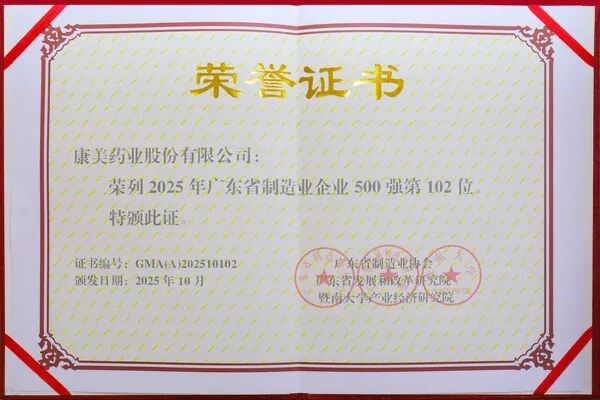 荣誉证书
康美药业股份有限公司：
荣列2025年广东省制造业企业500强第102位。
特颁此证。
证书编号：GMA(A)202510102
颁发日期：2025年10月
广东省制造业协会
广东省发展和改革研究院
暨南大学产业经济研究院